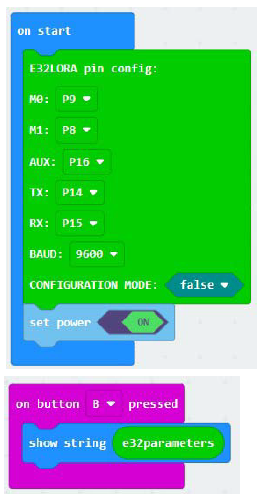 on start
E32LORA pin config:
M0: P9
M1: P8
AUX: P16
TX: P14
RX: P15
BAUD: 9600
CONFIGURATION MODE: false
set power ON
on button B pressed
show string e32parameters